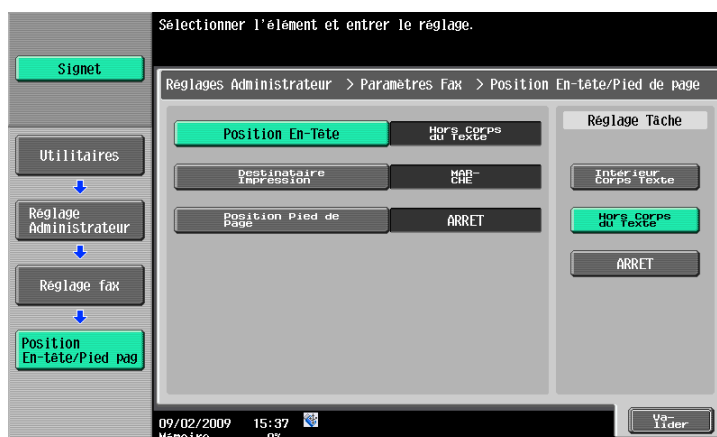 Sélectionner l'élément et entrer le réglage.
Signet
Réglages Administrateur > Paramètres Fax > Position En-tête/Pied de page
Position En-Tête
Hors Corps
du Texte
Réglage Tâche
Utilitaires
Destinataire
Impression
MAR-
CHE
Intérieur
Corps Texte
Réglage
Administrateur
Position Pied de
Page
ARRET
Hors Corps
du Texte
ARRET
Réglage fax
Position
En-tête/Pied pag
09/02/2009 15:37
Va-
lider
Mémoire 0%